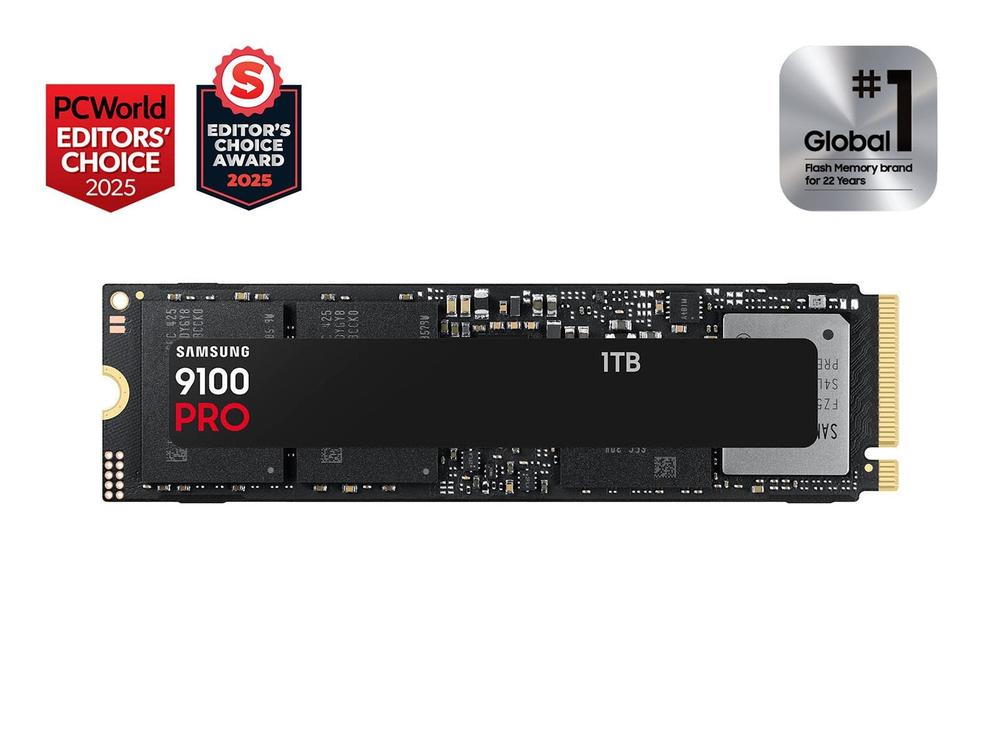 PCWorld
EDITORS'
CHOICE
2025
S
EDITOR'S
CHOICE
AWARD
2025
#1
Global
Flash Memory brand
for 22 Years
SAMSUNG
9100
PRO
1TB